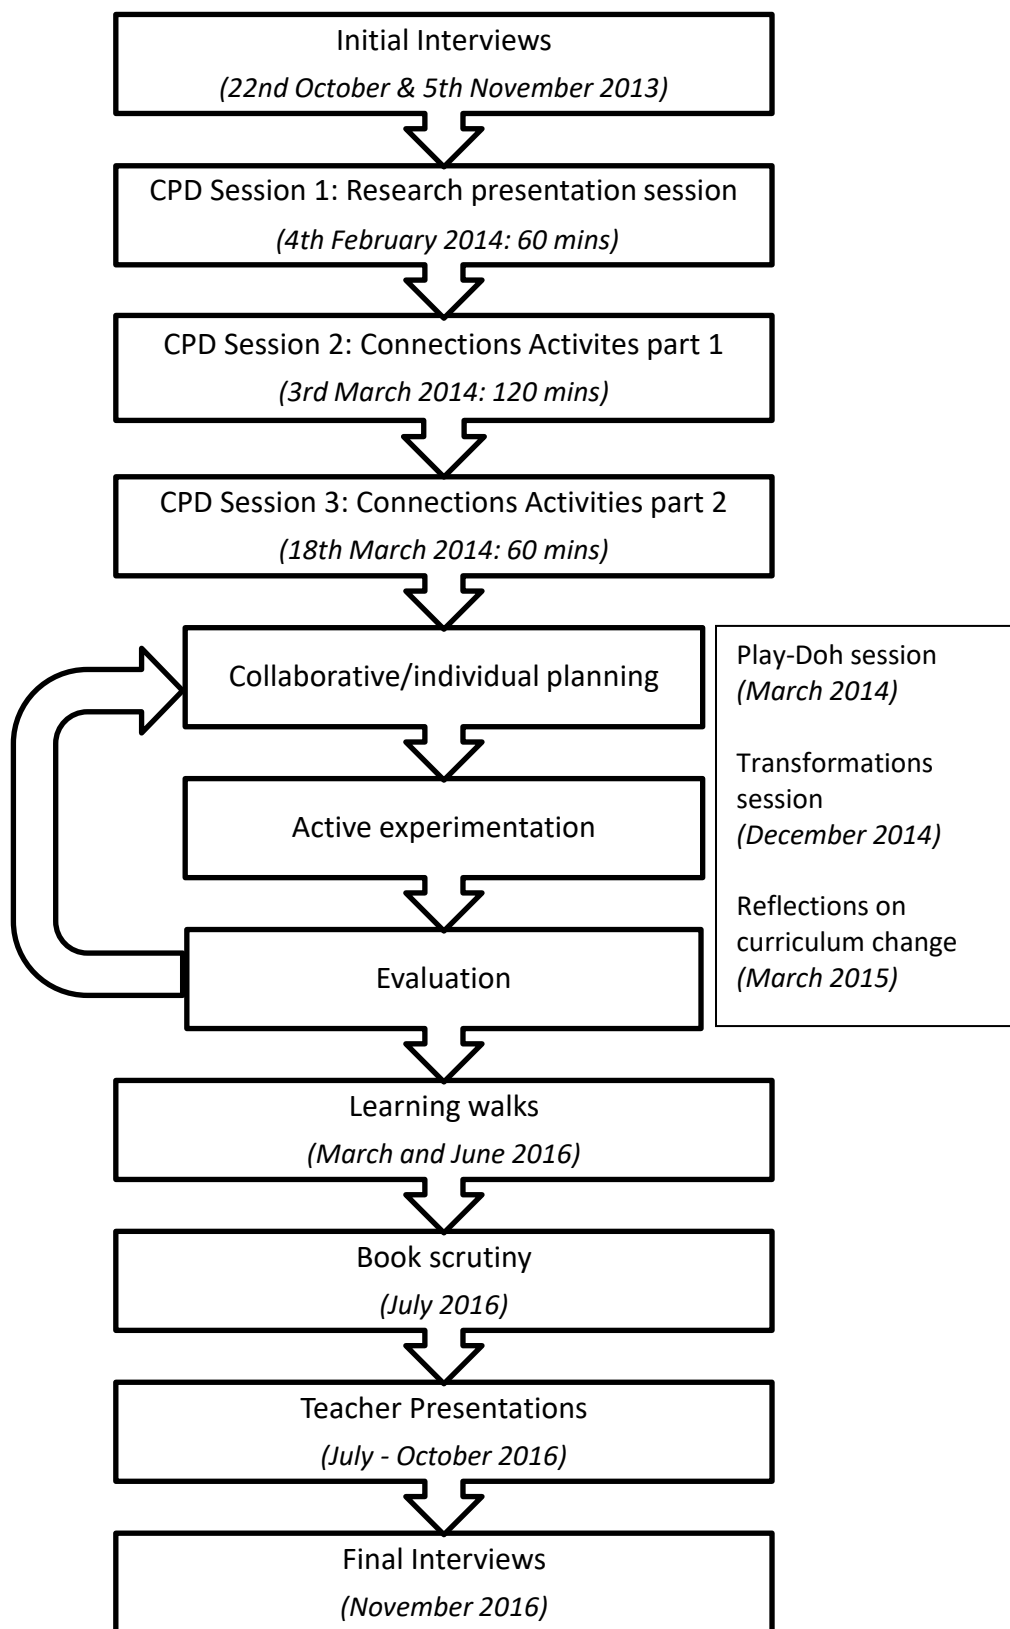 Initial Interviews
(22nd October & 5th November 2013)
CPD Session 1: Research presentation session
(4th February 2014: 60 mins)
CPD Session 2: Connections Activites part 1
(3rd March 2014: 120 mins)
CPD Session 3: Connections Activities part 2
(18th March 2014: 60 mins)
Collaborative/individual planning
Active experimentation
Evaluation
Play-Doh session
(March 2014)
Transformations
session
(December 2014)
Reflections on
curriculum change
(March 2015)
Learning walks
(March and June 2016)
Book scrutiny
(July 2016)
Teacher Presentations
(July - October 2016)
Final Interviews
(November 2016)